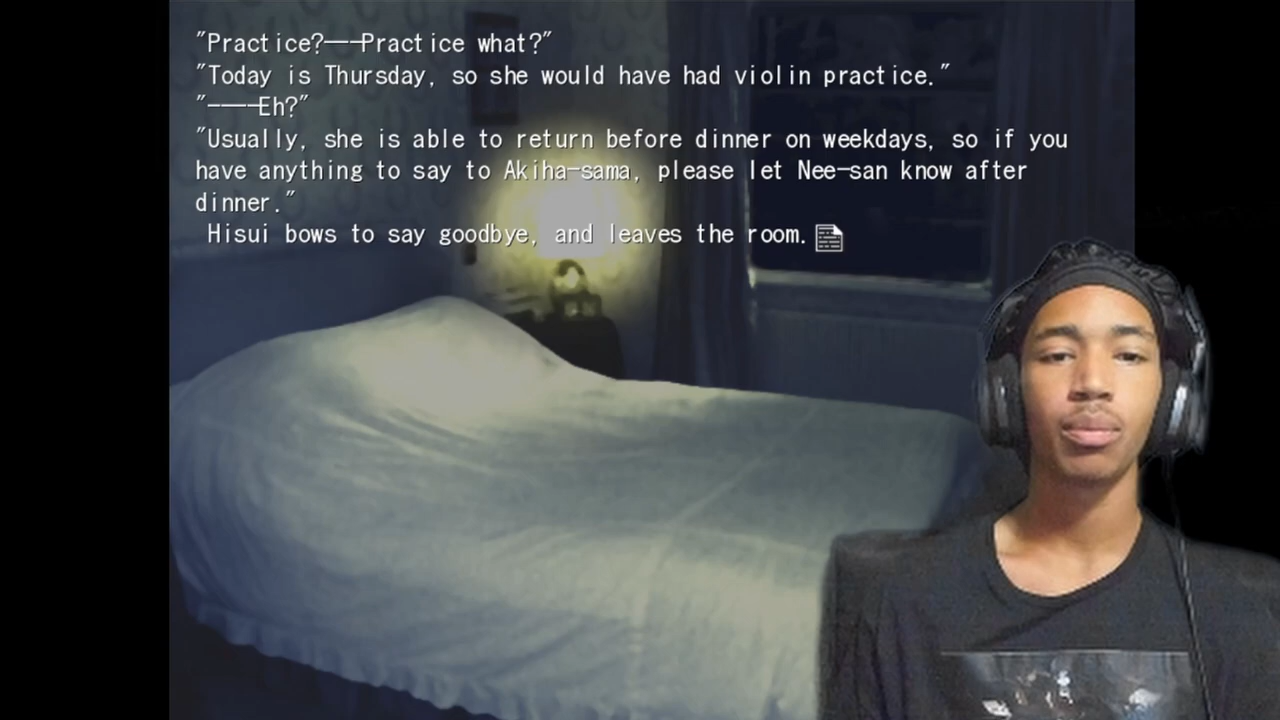 "Practice?――Practice what?"
"Today is Thursday, so she would have had violin practice."
"―――Eh?"
"Usually, she is able to return before dinner on weekdays, so if you
have anything to say to Akiha-sama, please let Nee-san know after
dinner."
Hisui bows to say goodbye, and leaves the room.